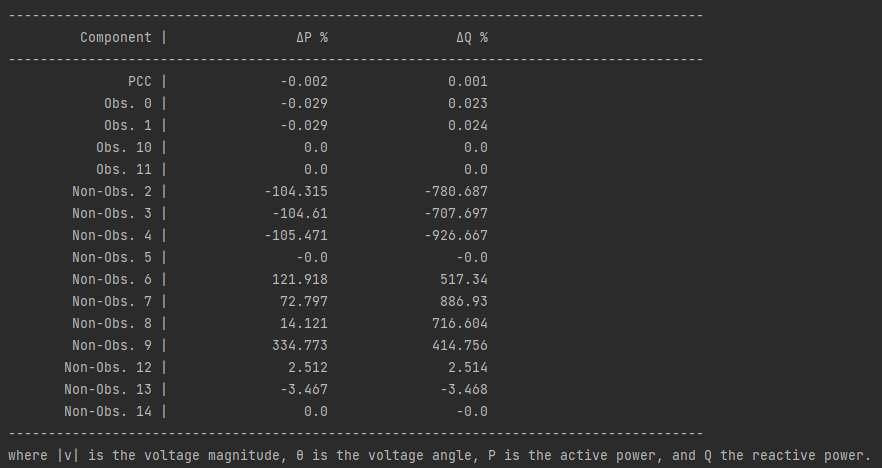 ---------------------------------------------------------------------------------------
Component | ΔP % ΔQ %
---------------------------------------------------------------------------------------
PCC | -0.002 0.001
Obs. 0 | -0.029 0.023
Obs. 1 | -0.029 0.024
Obs. 10 | 0.0 0.0
Obs. 11 | 0.0 0.0
Non-Obs. 2 | -104.315 -780.687
Non-Obs. 3 | -104.61 -707.697
Non-Obs. 4 | -105.471 -926.667
Non-Obs. 5 | -0.0 -0.0
Non-Obs. 6 | 121.918 517.34
Non-Obs. 7 | 72.797 886.93
Non-Obs. 8 | 14.121 716.604
Non-Obs. 9 | 334.773 414.756
Non-Obs. 12 | 2.512 2.514
Non-Obs. 13 | -3.467 -3.468
Non-Obs. 14 | 0.0 -0.0
---------------------------------------------------------------------------------------
where |v| is the voltage magnitude, θ is the voltage angle, P is the active power, and Q the reactive power.